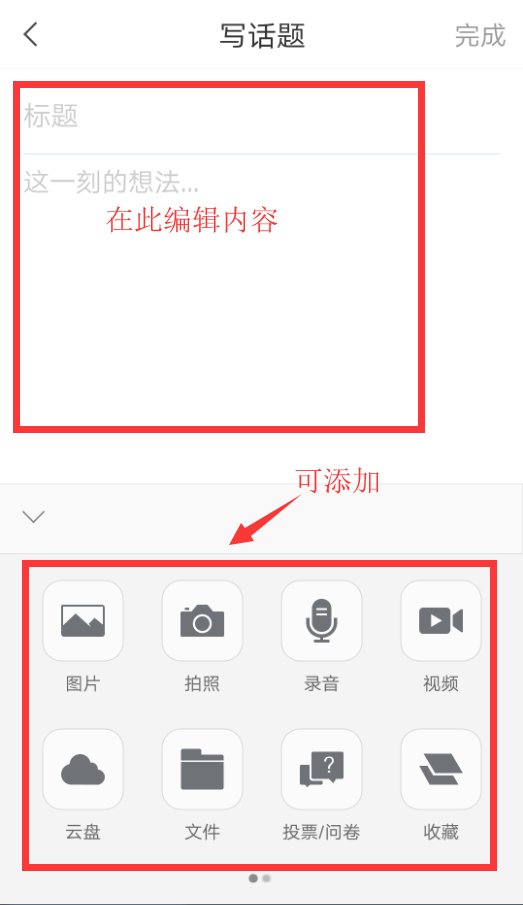 写话题
完成
标题
这一刻的想法...
在此编辑内容
可添加
图片
拍照
录音
视频
云盘
文件
投票/问卷
收藏